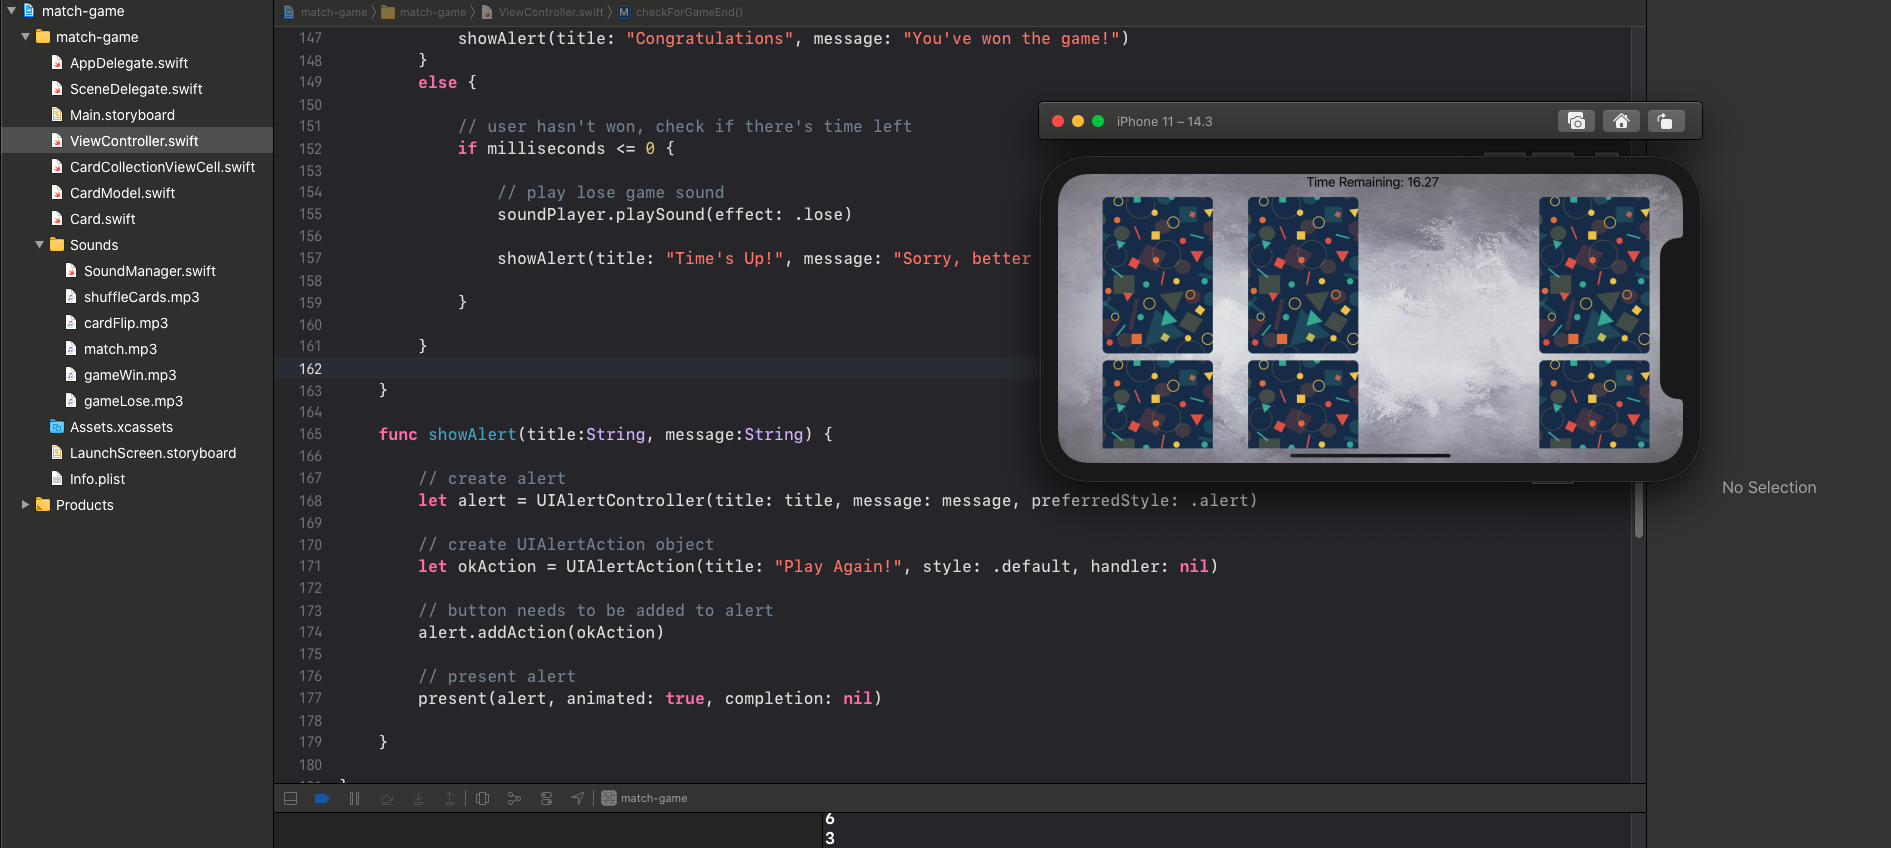 match-game
match-game
AppDelegate.swift
SceneDelegate.swift
Main.storyboard
ViewController.swift
CardCollectionViewCell.swift
CardModel.swift
Card.swift
Sounds
SoundManager.swift
shuffleCards.mp3
cardFlip.mp3
match.mp3
gameWin.mp3
gameLose.mp3
Assets.xcassets
LaunchScreen.storyboard
Info.plist
Products
match-game match-game ViewController.swift M checkForGameEnd()
147 showAlert(title: "Congratulations", message: "You've won the game!")
148 }
149 else {
150
151 // user hasn't won, check if there's time left
152 if milliseconds <= 0 {
153
154 // play lose game sound
155 soundPlayer.playSound(effect: .lose)
156
157 showAlert(title: "Time's Up!", message: "Sorry, better
158
159 }
160
161 }
162
163 }
164
165 func showAlert(title:String, message:String) {
166
167 // create alert
168 let alert = UIAlertController(title: title, message: message, preferredStyle: .alert)
169
170 // create UIAlertAction object
171 let okAction = UIAlertAction(title: "Play Again!", style: .default, handler: nil)
172
173 // button needs to be added to alert
174 alert.addAction(okAction)
175
176 // present alert
177 present(alert, animated: true, completion: nil)
178
179 }
180
iPhone 11 – 14.3
Time Remaining: 16.27
No Selection
match-game
6
3